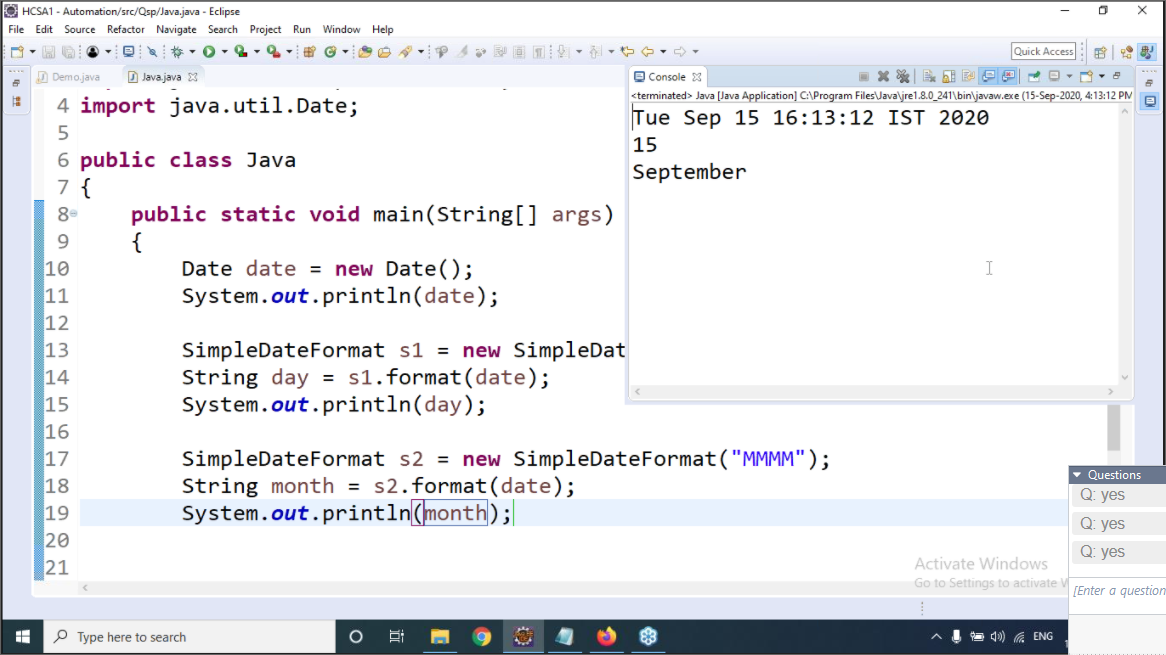 HCSA1 - Automation/src/Qsp/Java.java - Eclipse
File Edit Source Refactor Navigate Search Project Run Window Help
Quick Access
Demo.java
Java.java
4 import java.util.Date;
5
6 public class Java
7 {
8 public static void main(String[] args)
9 {
10 Date date = new Date();
11 System.out.println(date);
12
13 SimpleDateFormat s1 = new SimpleDat
14 String day = s1.format(date);
15 System.out.println(day);
16
17 SimpleDateFormat s2 = new SimpleDateFormat("MMMM");
18 String month = s2.format(date);
19 System.out.println(month);
20
21
Console
<terminated> Java [Java Application] C:\Program Files\Java\jre1.8.0_241\bin\javaw.exe (15-Sep-2020, 4:13:12 PM
Tue Sep 15 16:13:12 IST 2020
15
September
Questions
Q: yes
Q: yes
Q: yes
[Enter a question
Activate Windows
Go to Settings to activate W
Type here to search
ENG